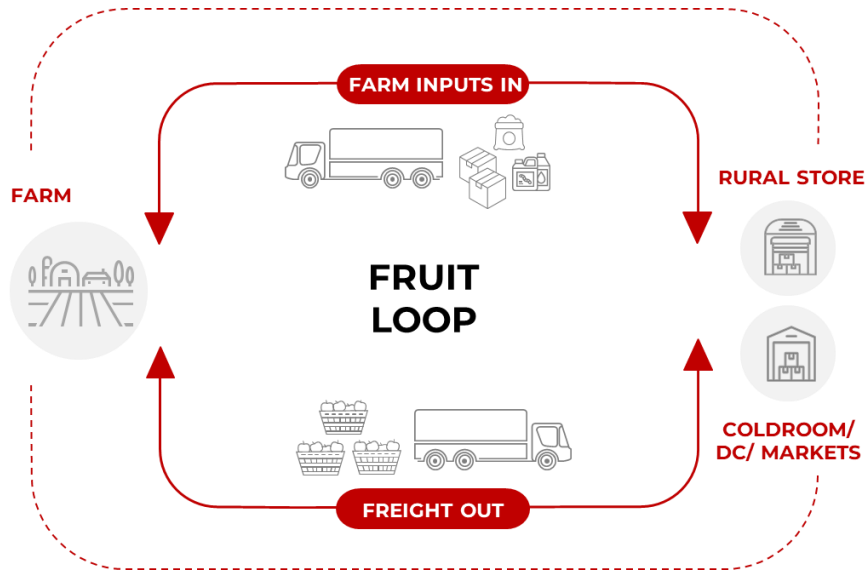 FARM INPUTS IN
FARM
RURAL STORE
FRUIT
LOOP
COLDROOM/
DC/ MARKETS
FREIGHT OUT